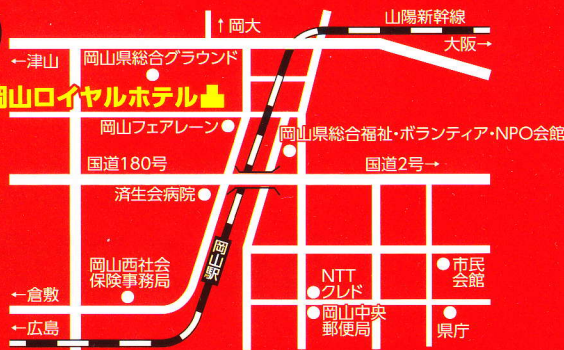 ↑岡大
山陽新幹線
大阪→
←津山
岡山県総合グラウンド
岡山ロイヤルホテル
岡山フェアレーン
岡山県総合福祉・ボランティア・NPO会館
国道180号
国道2号→
済生会病院
岡山駅
岡山西社会
保険事務局
市民
会館
NTT
クレド
←倉敷
岡山中央
郵便局
県庁
←広島